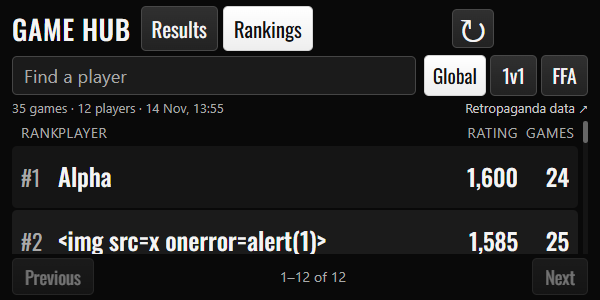 GAME HUB Results Rankings ↻
Find a player Global 1v1 FFA
35 games · 12 players · 14 Nov, 13:55 Retropaganda data ↗
RANK PLAYER RATING GAMES
#1 Alpha 1,600 24
#2 <img src=x onerror=alert(1)> 1,585 25
Previous 1–12 of 12 Next